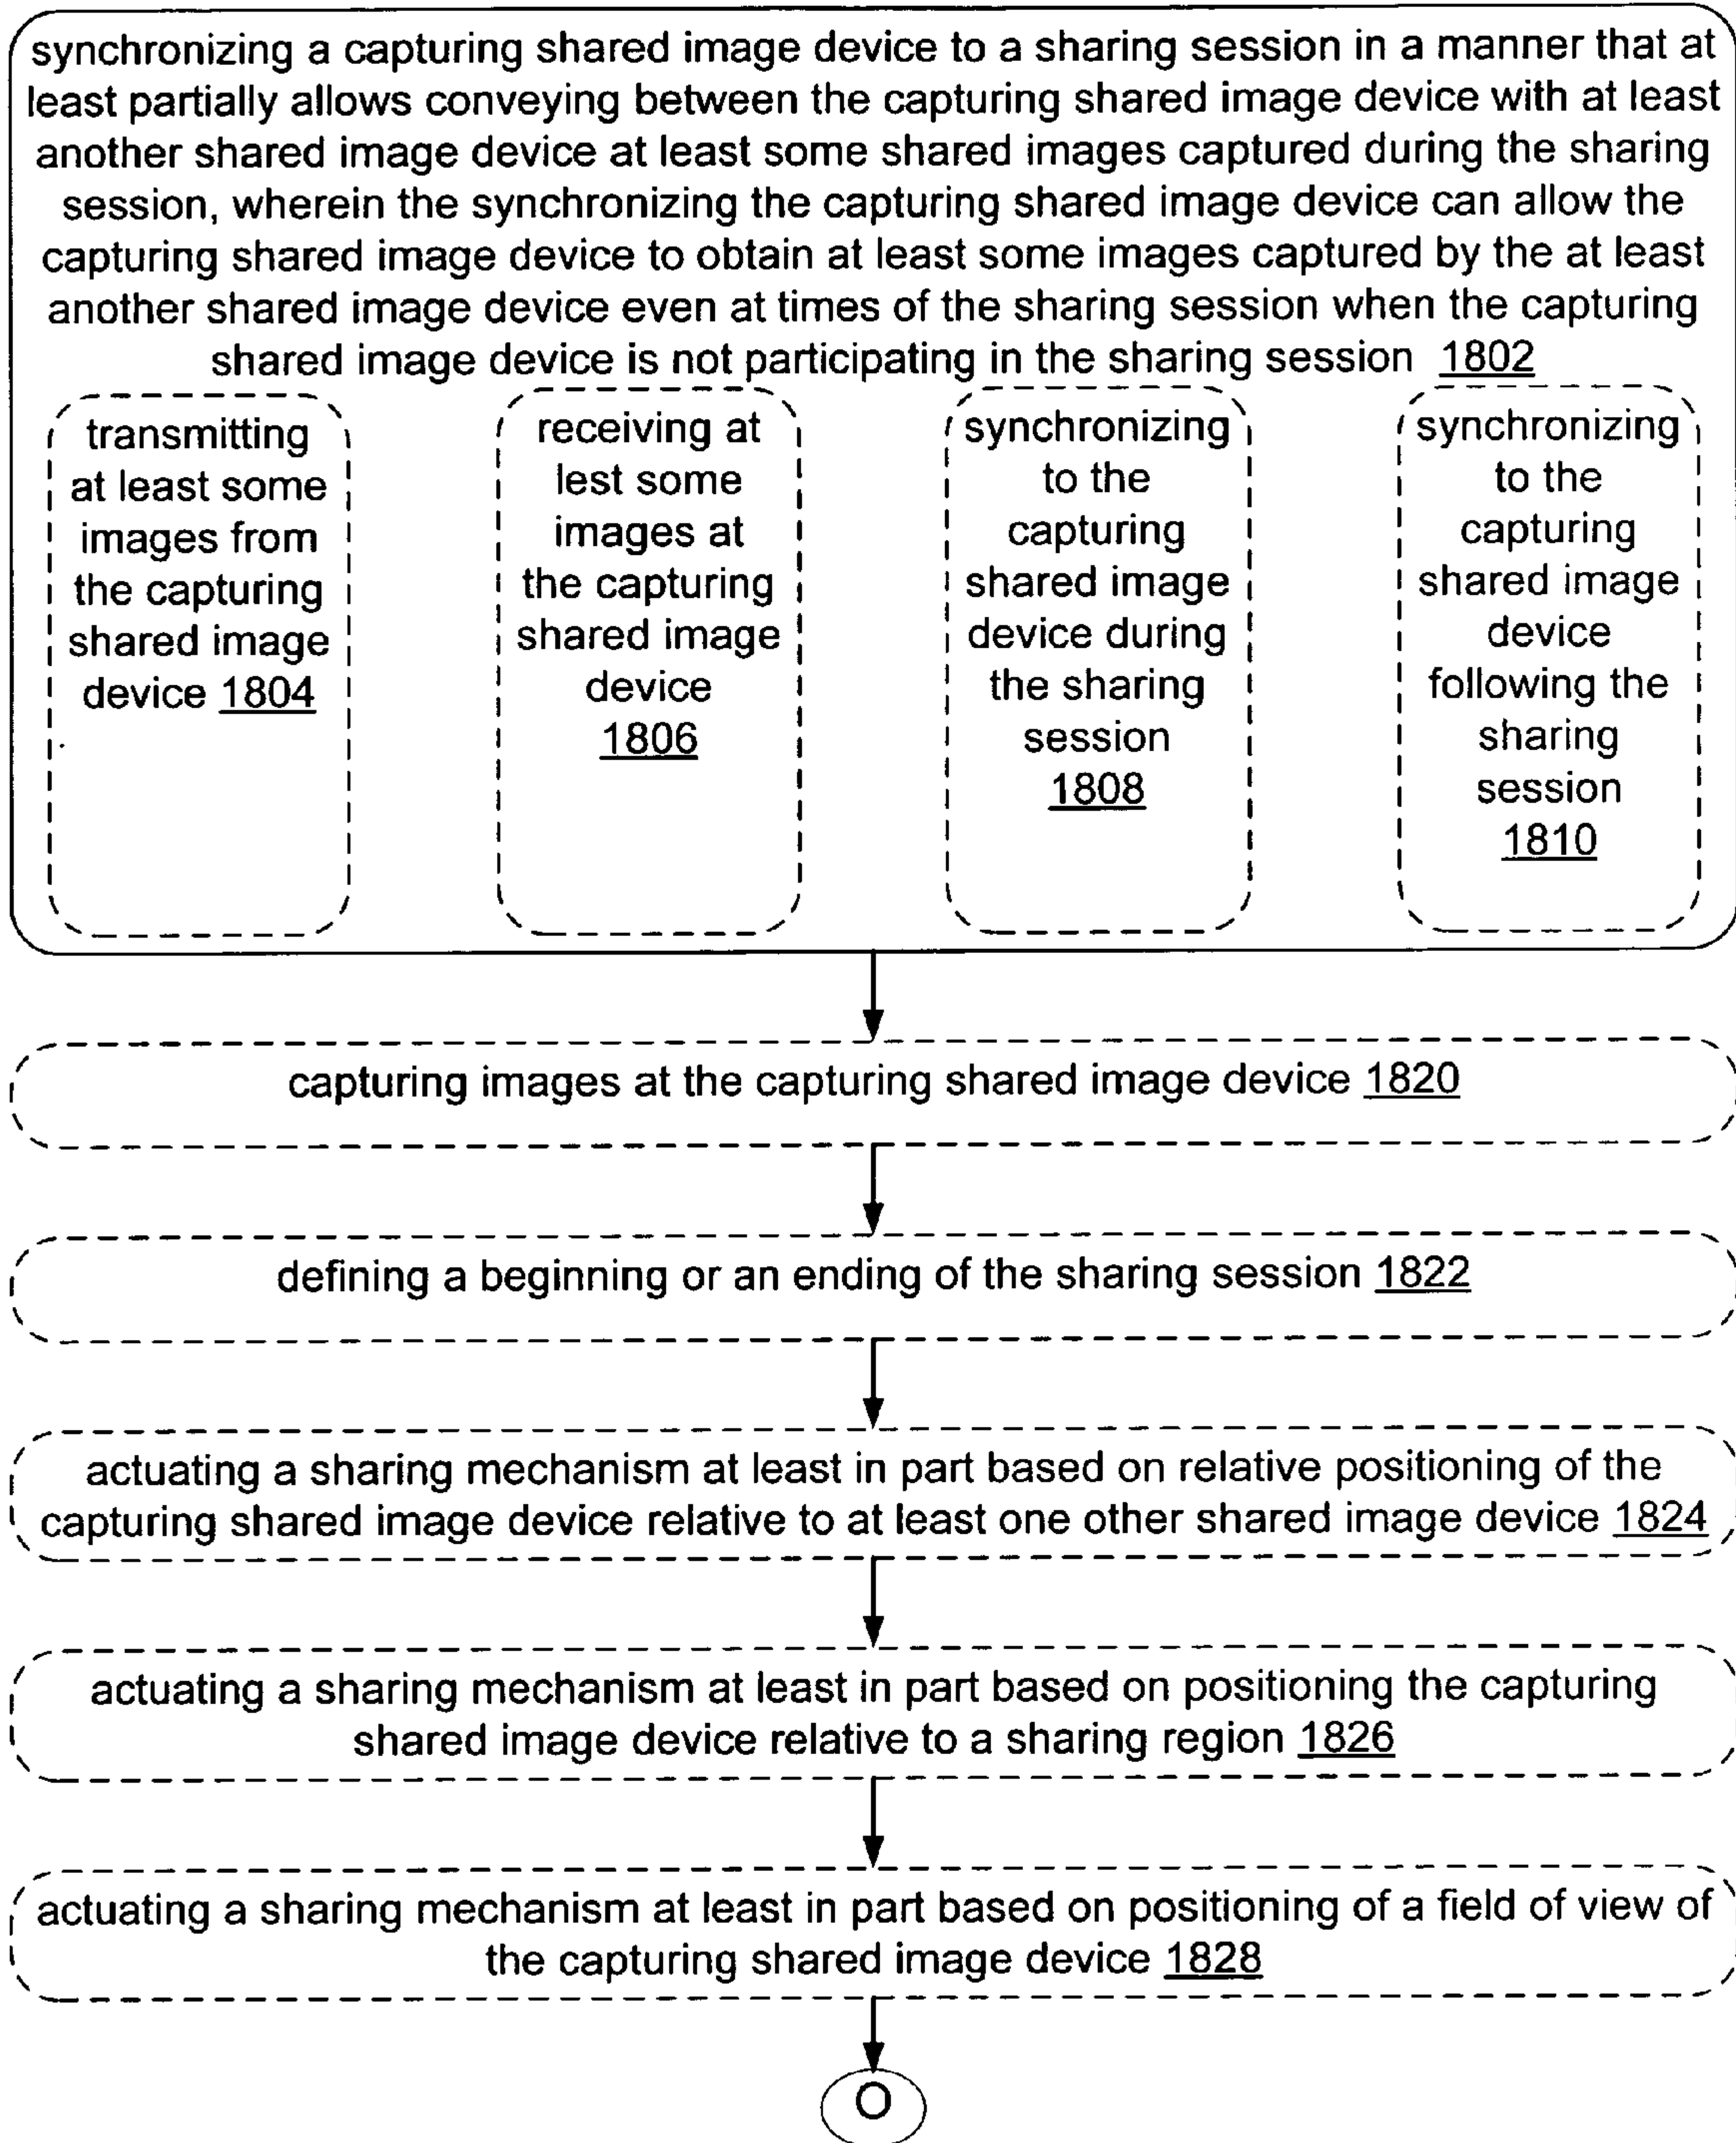 synchronizing a capturing shared image device to a sharing session in a manner that at
least partially allows conveying between the capturing shared image device with at least
another shared image device at least some shared images captured during the sharing
session, wherein the synchronizing the capturing shared image device can allow the
capturing shared image device to obtain at least some images captured by the at least
another shared image device even at times of the sharing session when the capturing
shared image device is not participating in the sharing session 1802
transmitting
at least some
images from
the capturing
shared image
device 1804
receiving at
lest some
images at
the capturing
shared image
device
1806
synchronizing
to the
capturing
shared image
device during
the sharing
session
1808
synchronizing
to the
capturing
shared image
device
following the
sharing
session
1810
capturing images at the capturing shared image device 1820
defining a beginning or an ending of the sharing session 1822
actuating a sharing mechanism at least in part based on relative positioning of the
capturing shared image device relative to at least one other shared image device 1824
actuating a sharing mechanism at least in part based on positioning the capturing
shared image device relative to a sharing region 1826
actuating a sharing mechanism at least in part based on positioning of a field of view of
the capturing shared image device 1828
O